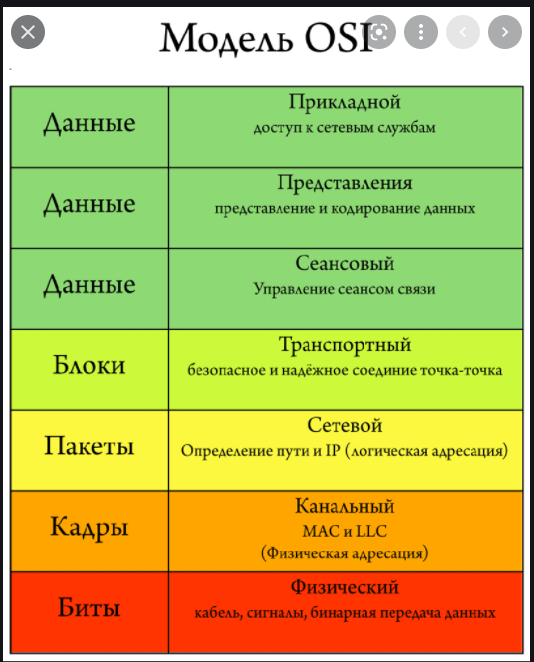 Модель OSI
Данные
Прикладной
доступ к сетевым службам
Данные
Представления
представление и кодирование данных
Данные
Сеансовый
Управление сеансом связи
Блоки
Транспортный
безопасное и надёжное соединие точка-точка
Пакеты
Сетевой
Определение пути и IP (логическая адресация)
Кадры
Канальный
MAC и LLC
(Физическая адресация)
Биты
Физический
кабель, сигналы, бинарная передача данных